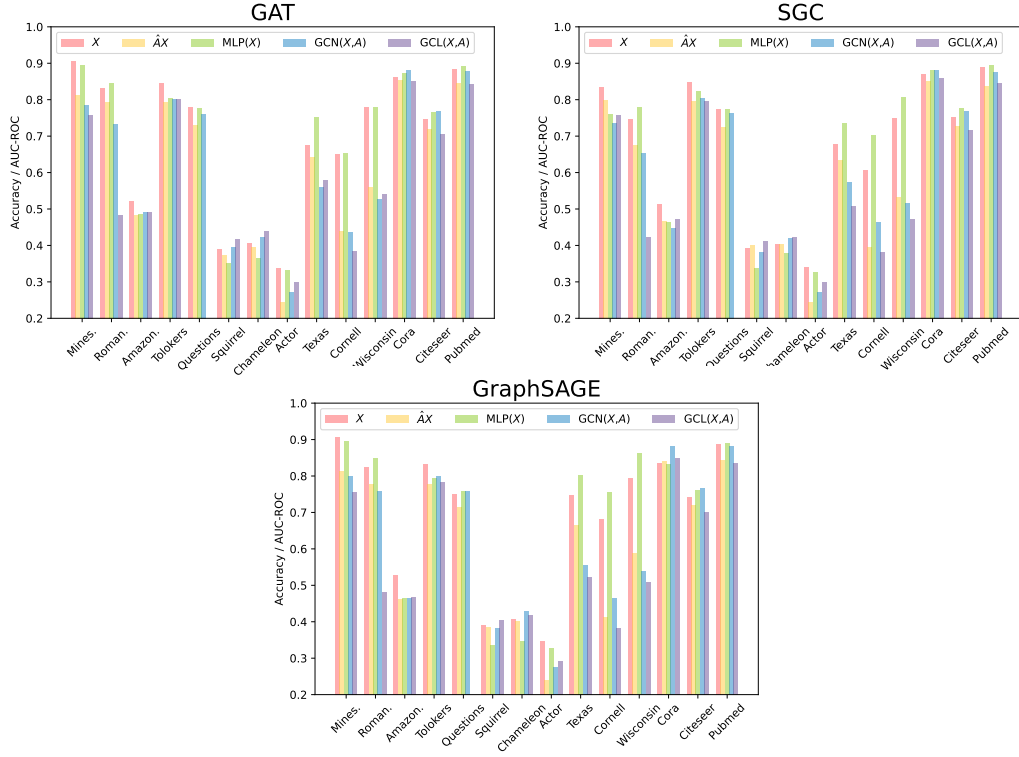 GAT
Accuracy / AUC-ROC
1.0
0.9
0.8
0.7
0.6
0.5
0.4
0.3
0.2
X ÂX MLP(X) GCN(X,A) GCL(X,A)
Mines. Roman. Amazon. Tolokers Questions Squirrel Chameleon Actor Texas Cornell Wisconsin Cora Citeseer Pubmed
SGC
Accuracy / AUC-ROC
1.0
0.9
0.8
0.7
0.6
0.5
0.4
0.3
0.2
X ÂX MLP(X) GCN(X,A) GCL(X,A)
Mines. Roman. Amazon. Tolokers Questions Squirrel hameleon Actor Texas Cornell Wisconsin Cora Citeseer Pubmed
GraphSAGE
Accuracy / AUC-ROC
1.0
0.9
0.8
0.7
0.6
0.5
0.4
0.3
0.2
X ÂX MLP(X) GCN(X,A) GCL(X,A)
Mines. Roman. Amazon. Tolokers Questions Squirrel Chameleon Actor Texas Cornell Wisconsin Cora Citeseer Pubmed